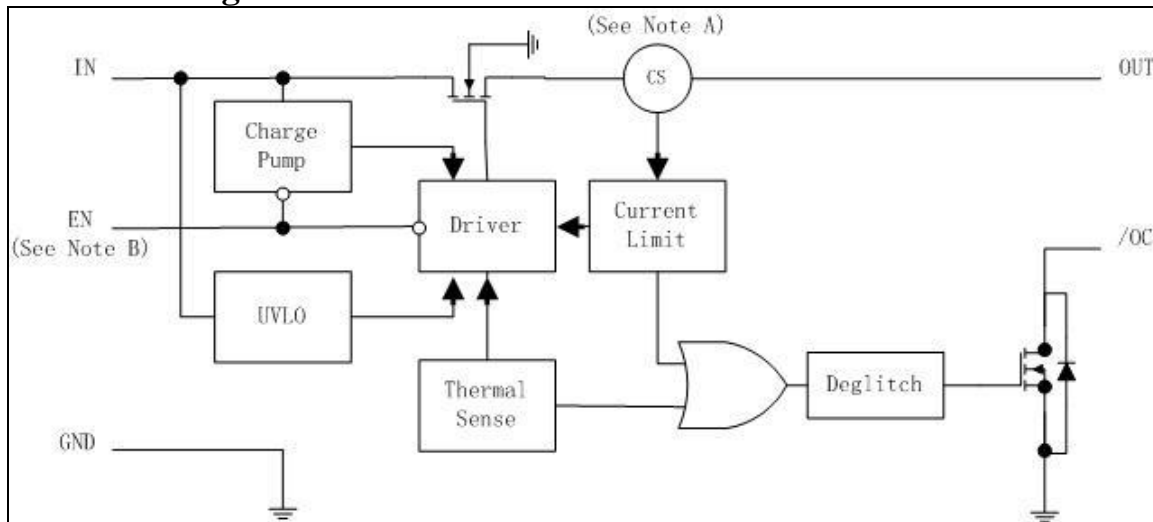 (See Note A)
IN
CS
OUT
Charge
Pump
EN
(See Note B)
Driver
Current
Limit
/OC
UVLO
Thermal
Sense
Deglitch
GND